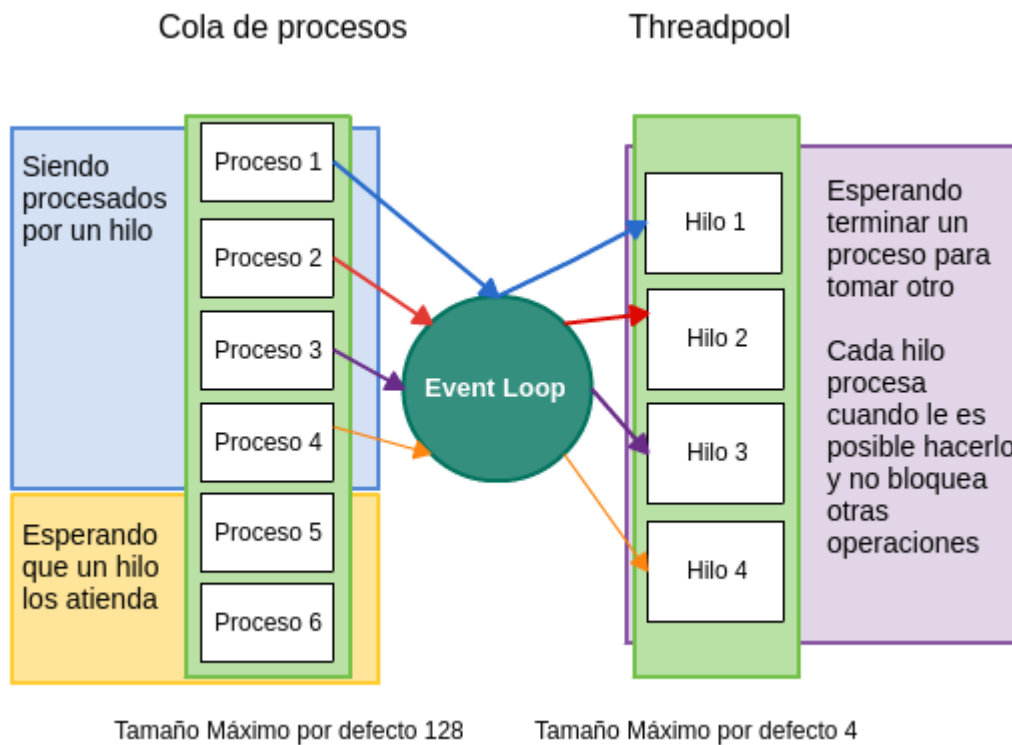 Cola de procesos
Threadpool
Siendo
procesados
por un hilo
Proceso 1
Proceso 2
Proceso 3
Proceso 4
Esperando
que un hilo
los atienda
Proceso 5
Proceso 6
Event Loop
Hilo 1
Hilo 2
Hilo 3
Hilo 4
Esperando
terminar un
proceso para
tomar otro
Cada hilo
procesa
cuando le es
posible hacerlo
y no bloquea
otras
operaciones
Tamaño Máximo por defecto 128
Tamaño Máximo por defecto 4